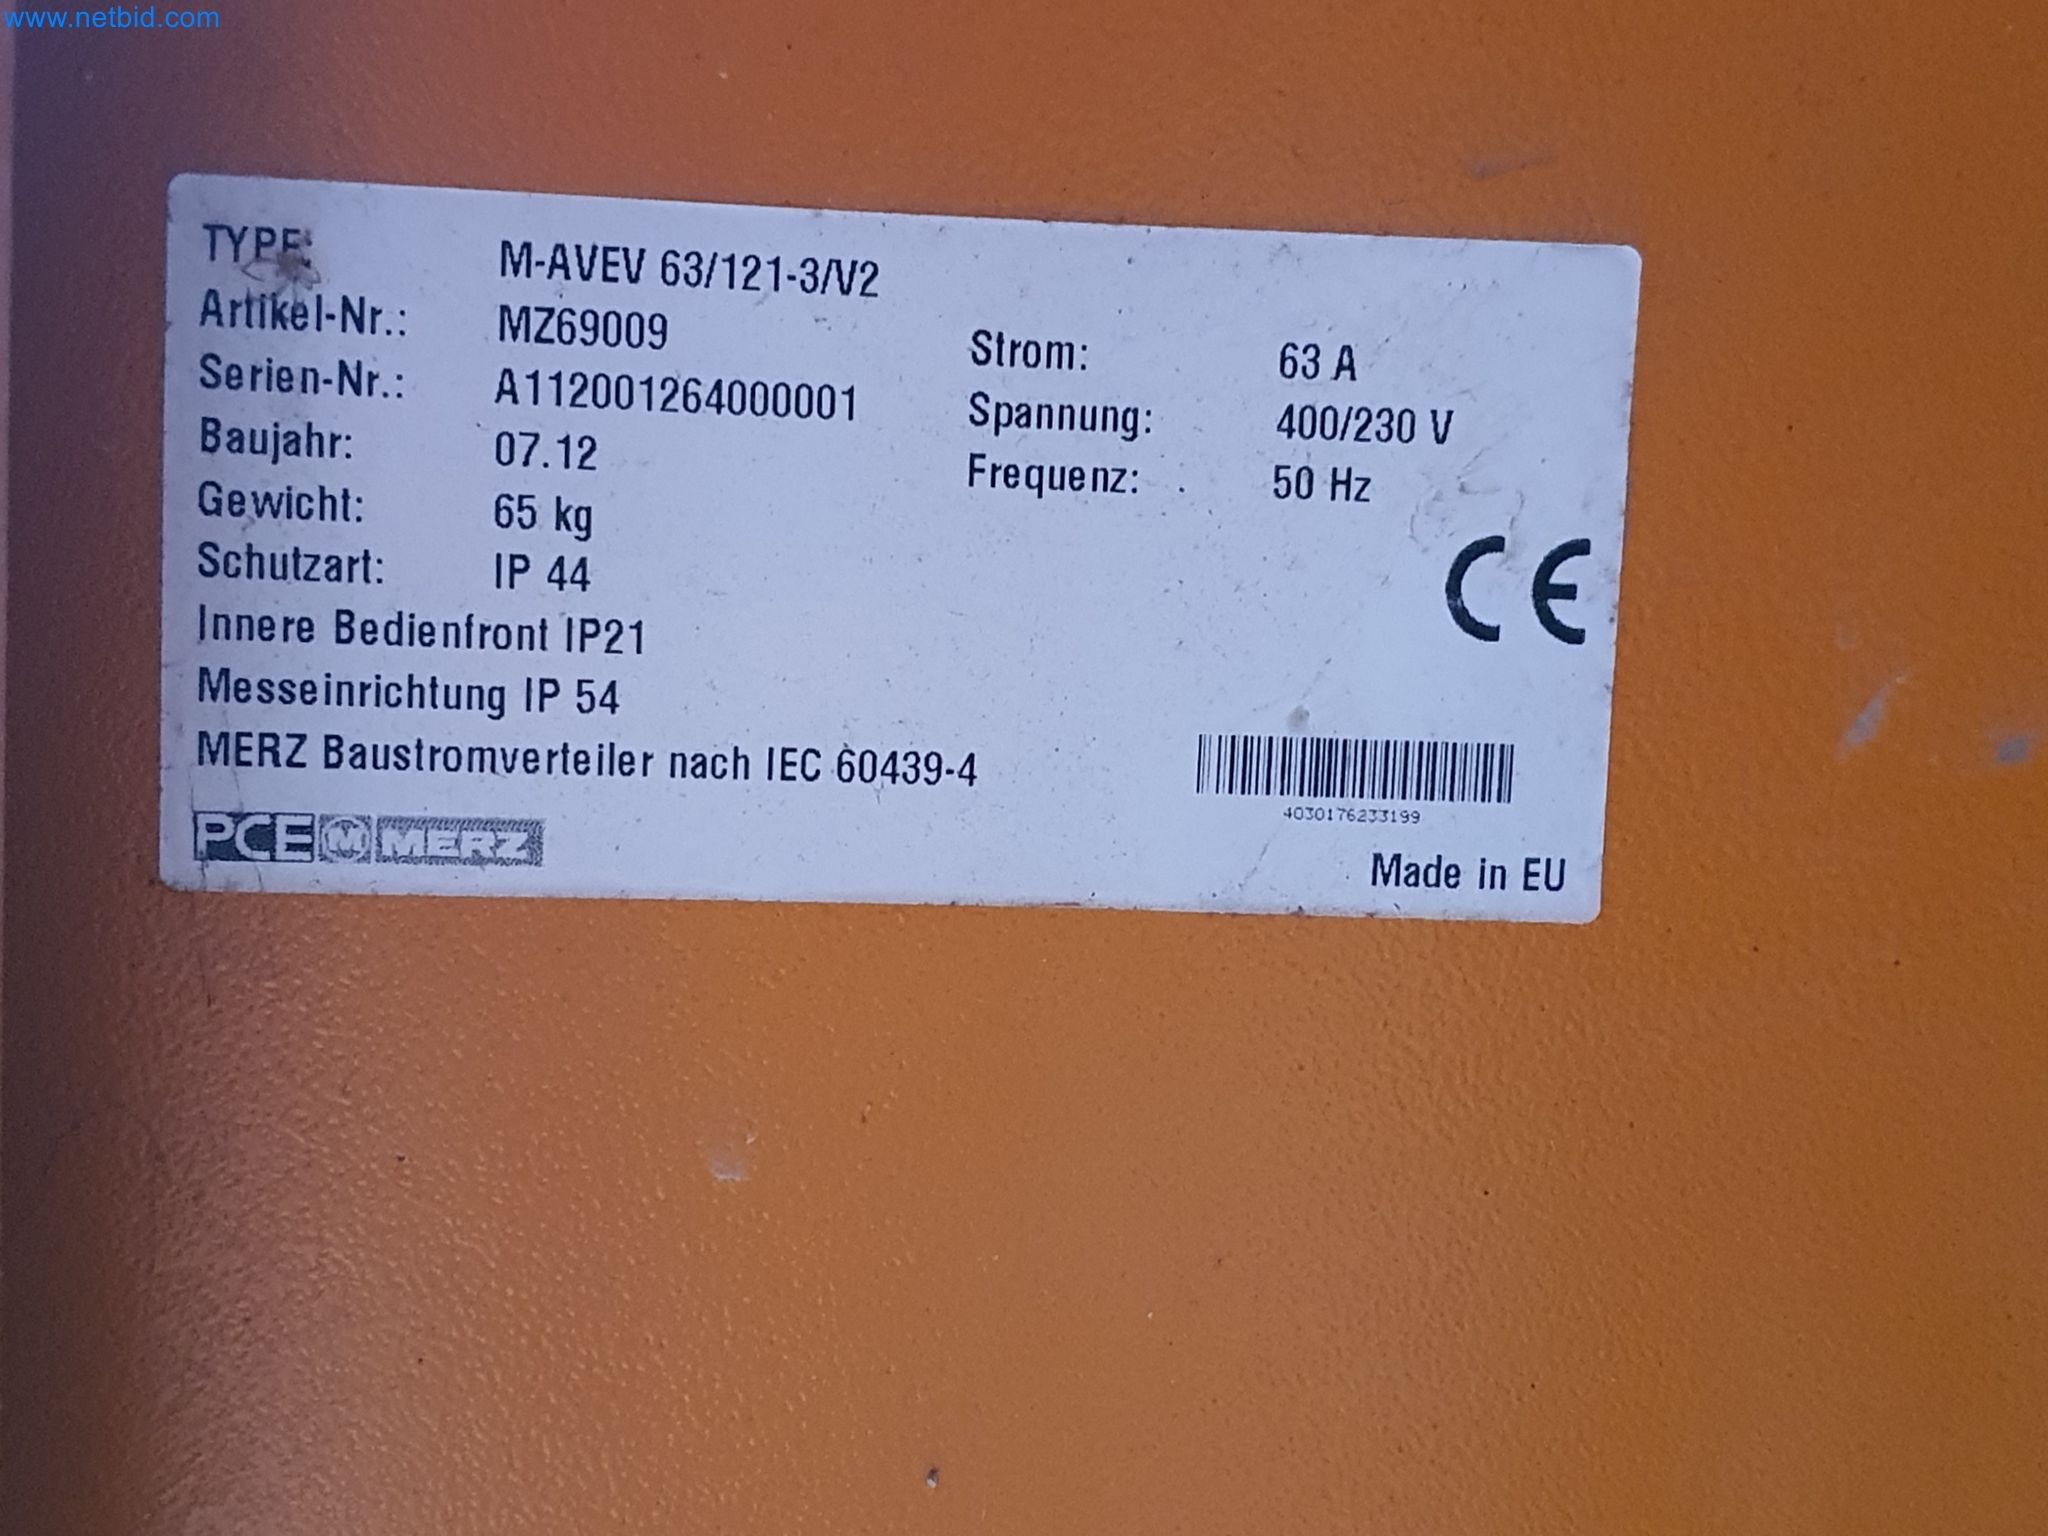 www.netbid.com
TYPE: M-AVEV 63/121-3/V2
Artikel-Nr.: MZ69009
Serien-Nr.: A112001264000001
Baujahr: 07.12
Gewicht: 65 kg
Schutzart: IP 44
Innere Bedienfront IP21
Messeinrichtung IP 54
MERZ Baustromverteiler nach IEC 60439-4
PCE M MERZ
Strom: 63 A
Spannung: 400/230 V
Frequenz: 50 Hz
CE
4030176233199
Made in EU